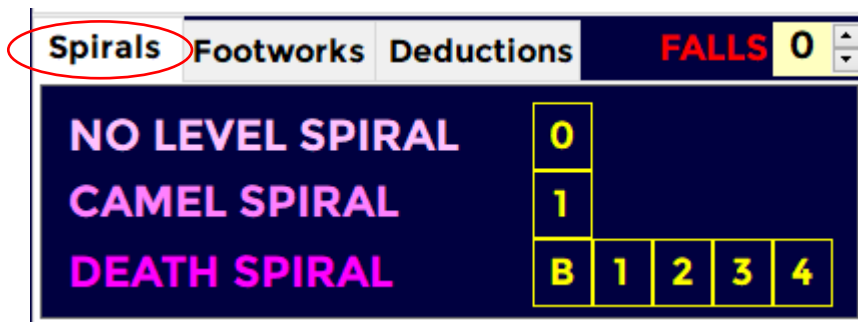 Spirals Footworks Deductions FALLS 0
NO LEVEL SPIRAL 0
CAMEL SPIRAL 1
DEATH SPIRAL B 1 2 3 4